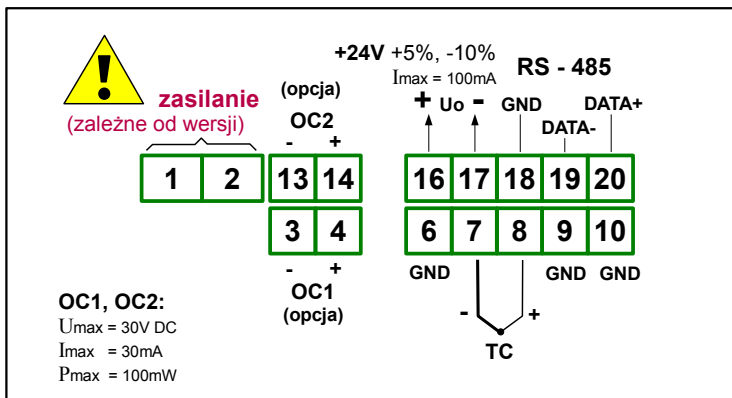 +24V +5%, -10%
Imax = 100mA
RS - 485
zasilanie
(zależne od wersji)
(opcja)
OC2
- +
+ Uo -
GND
DATA-
DATA+
1 2 13 14 16 17 18 19 20
3 4 6 7 8 9 10
- +
OC1
(opcja)
GND
GND GND
- +
TC
OC1, OC2:
Umax = 30V DC
Imax = 30mA
Pmax = 100mW